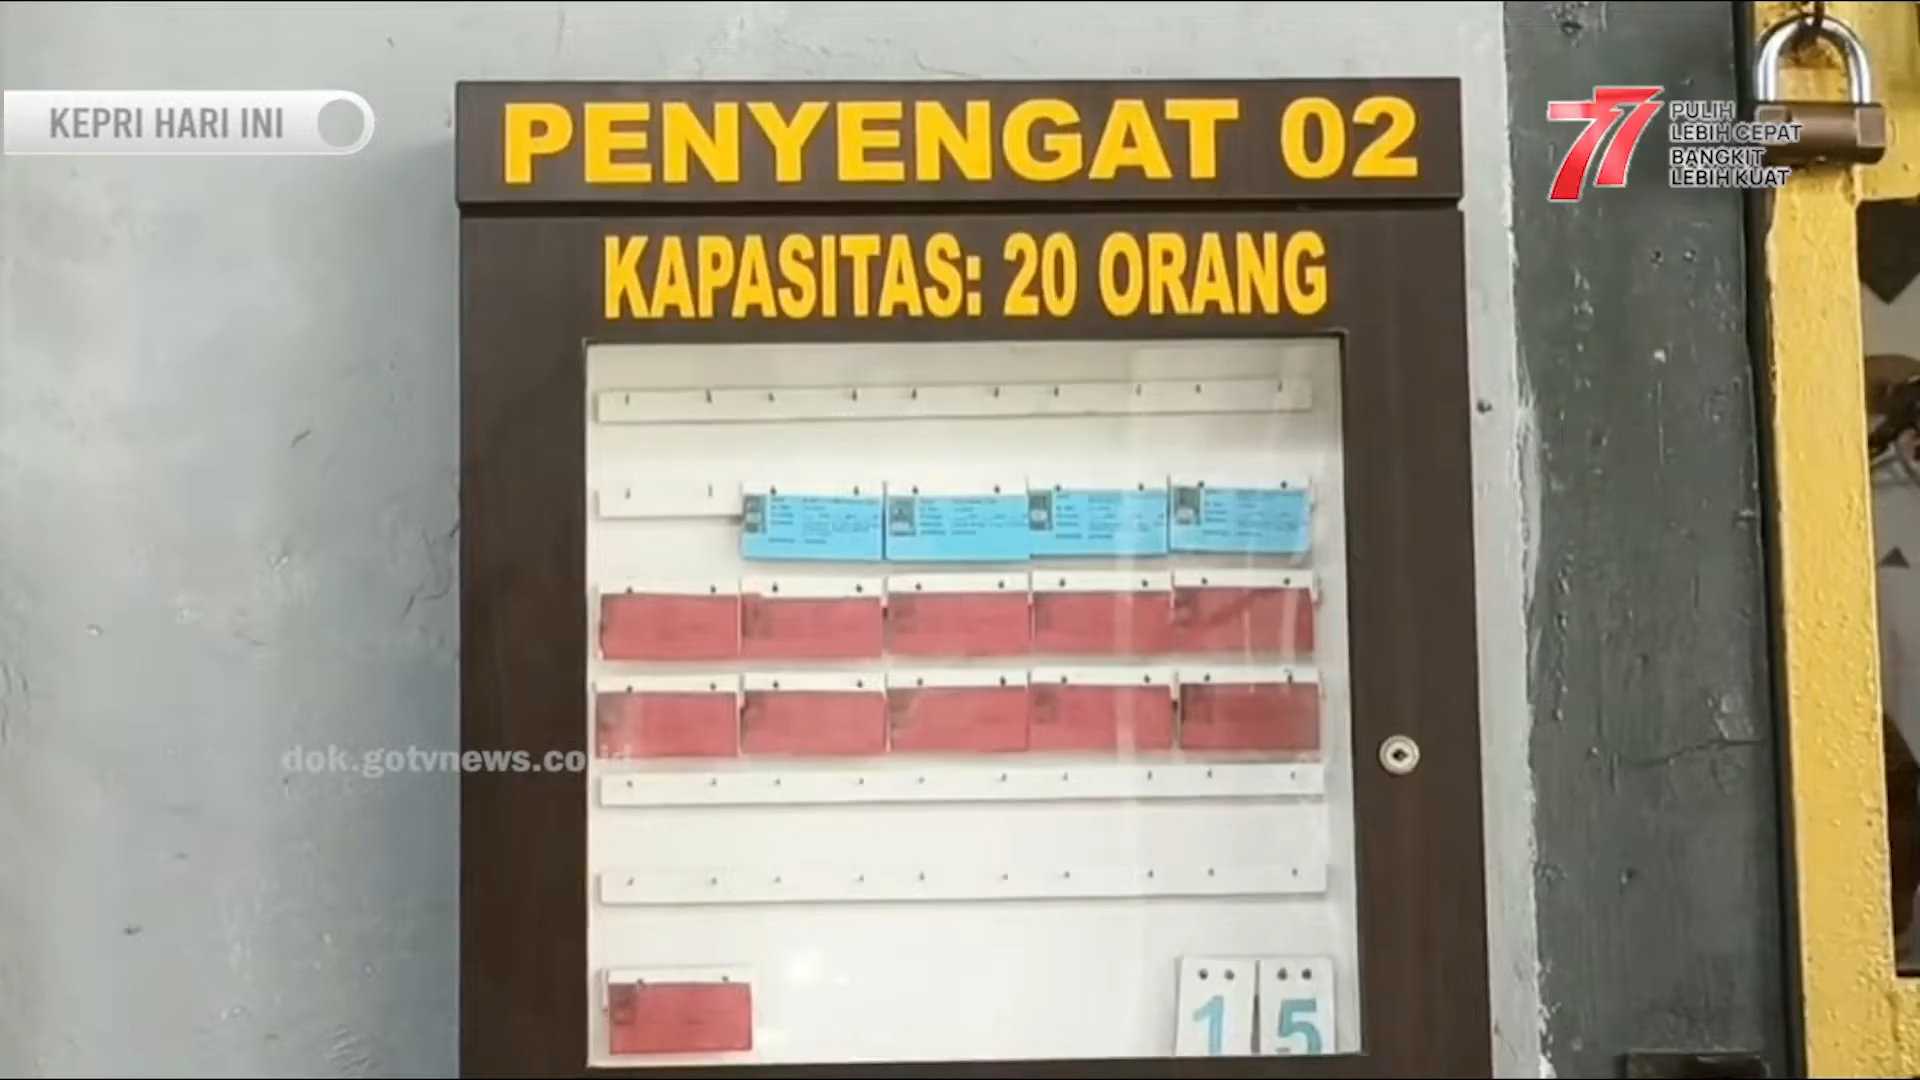 KEPRI HARI INI
PENYENGAT 02
KAPASITAS: 20 ORANG
77
PULIH
LEBIH CEPAT
BANGKIT
LEBIH KUAT
dok.gotvnews.co.id
15